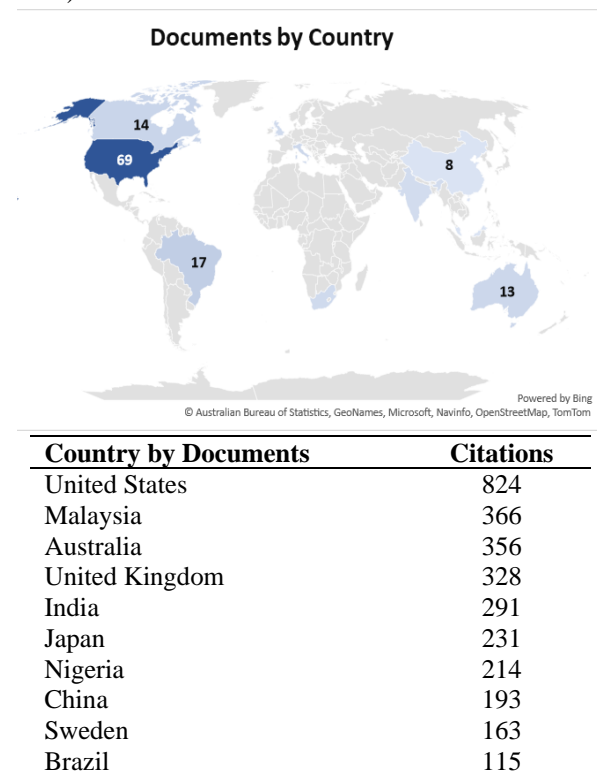 Documents by Country
14
69
8
17
13
Powered by Bing
© Australian Bureau of Statistics, GeoNames, Microsoft, Navinfo, OpenStreetMap, TomTom
Country by Documents Citations
United States 824
Malaysia 366
Australia 356
United Kingdom 328
India 291
Japan 231
Nigeria 214
China 193
Sweden 163
Brazil 115